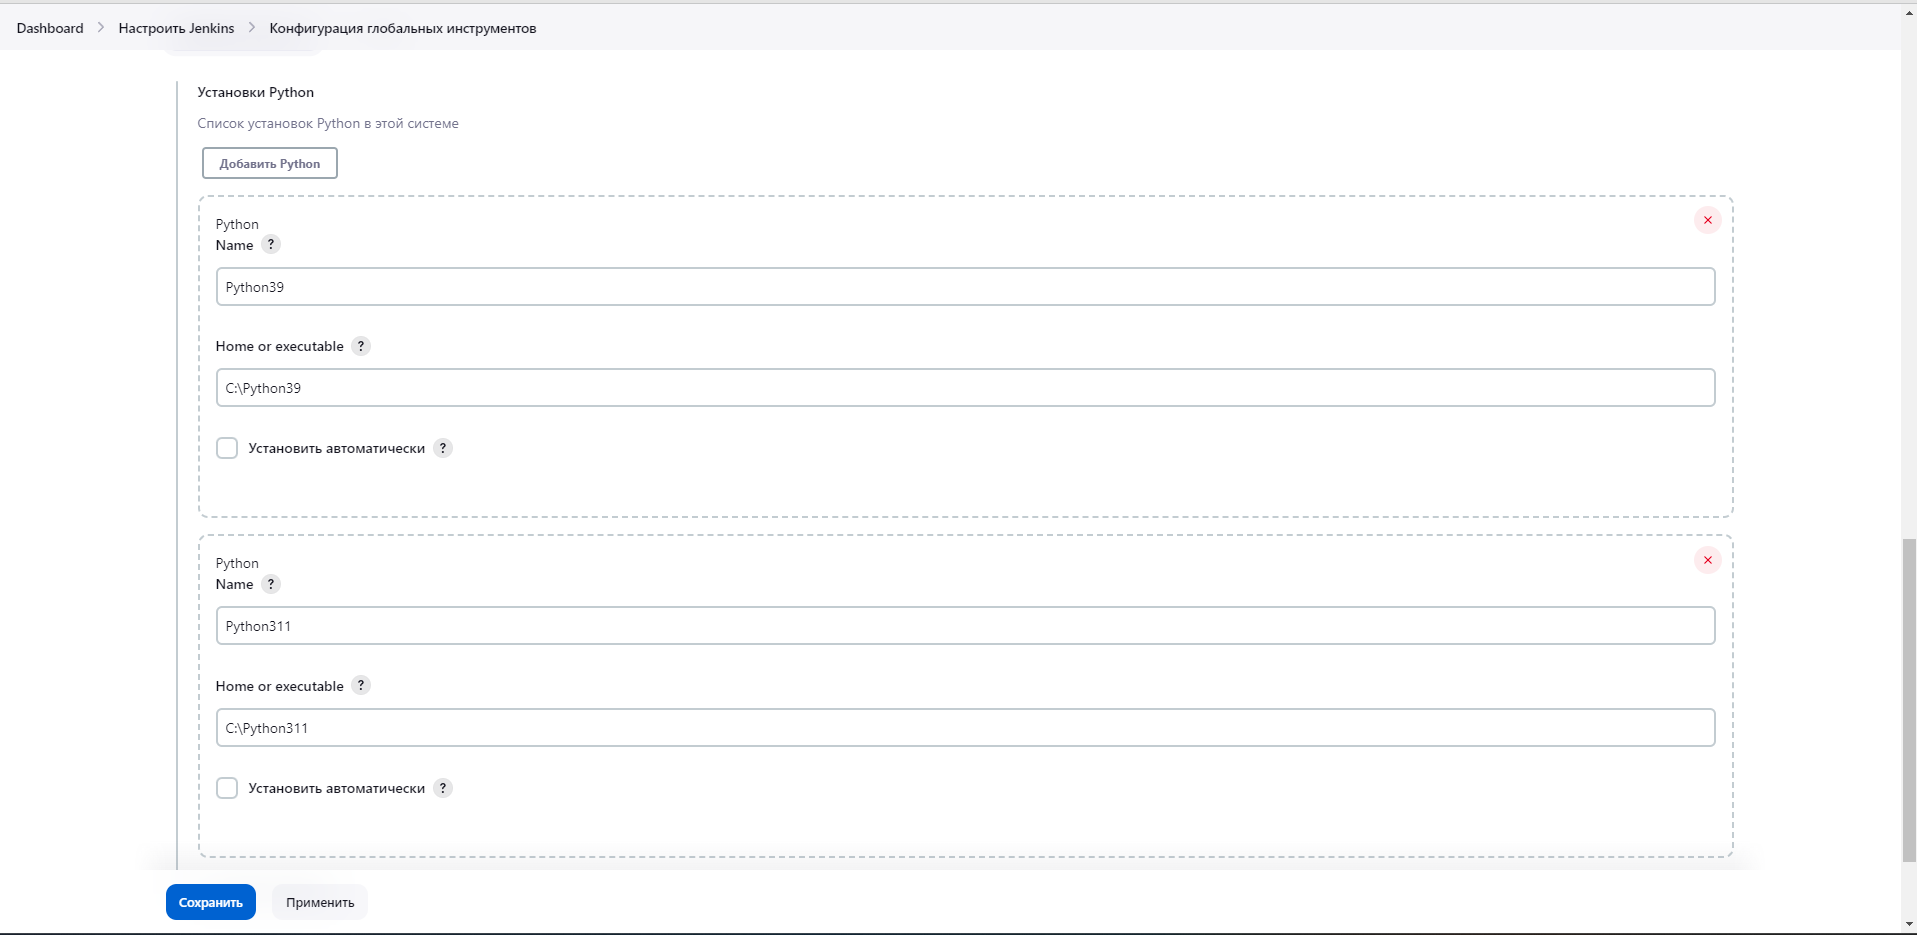 Dashboard > Настроить Jenkins > Конфигурация глобальных инструментов
Установки Python
Список установок Python в этой системе
Добавить Python
Python
Name ?
Python39
Home or executable ?
C:\Python39
Установить автоматически ?
Python
Name ?
Python311
Home or executable ?
C:\Python311
Установить автоматически ?
Сохранить Применить